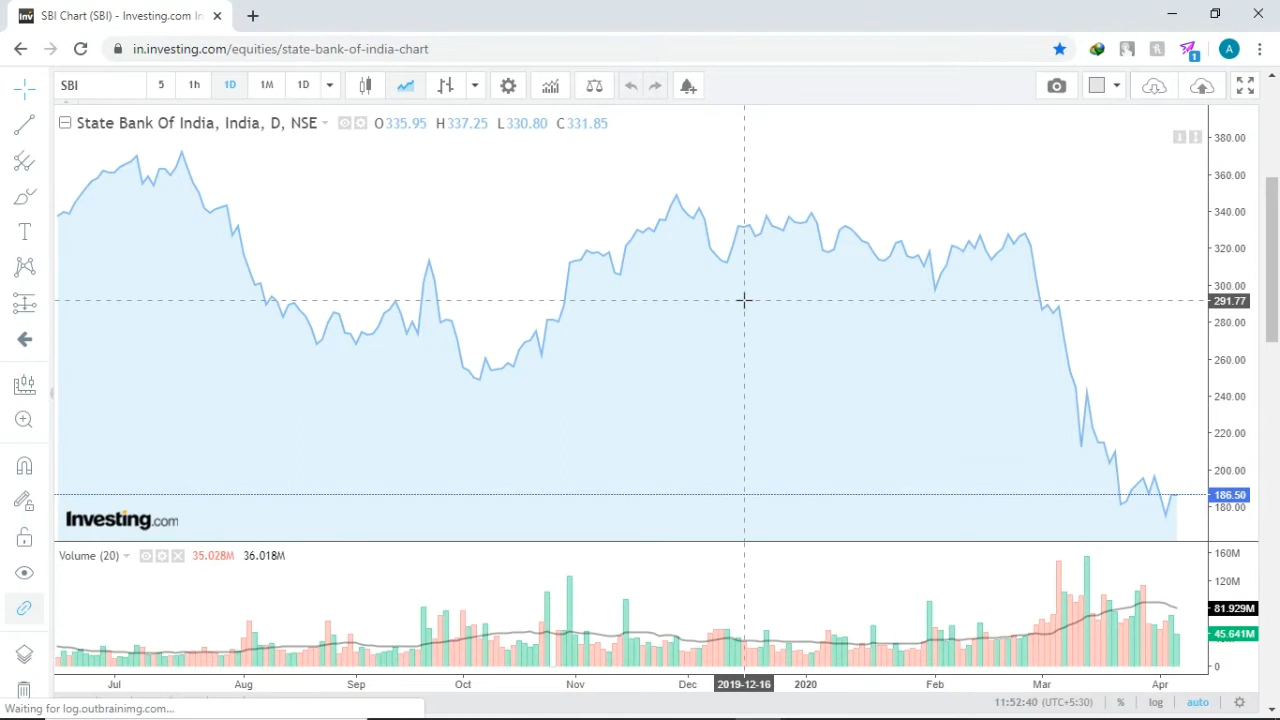 SBI Chart (SBI) - Investing.com In
in.investing.com/equities/state-bank-of-india-chart
A
1
SBI 5 1h 1D 1M 1D
State Bank Of India, India, D, NSE O335.95 H337.25 L330.80 C331.85
380.00
360.00
340.00
320.00
300.00
291.77
280.00
260.00
240.00
220.00
200.00
186.50
180.00
Investing.com
Volume (20) 35.028M 36.018M
160M
120M
81.929M
45.641M
0
Jul Aug Sep Oct Nov Dec 2019-12-16 2020 Feb Mar Apr
11:52:40 (UTC+5:30) % log auto
Waiting for log.outbrainimg.com...